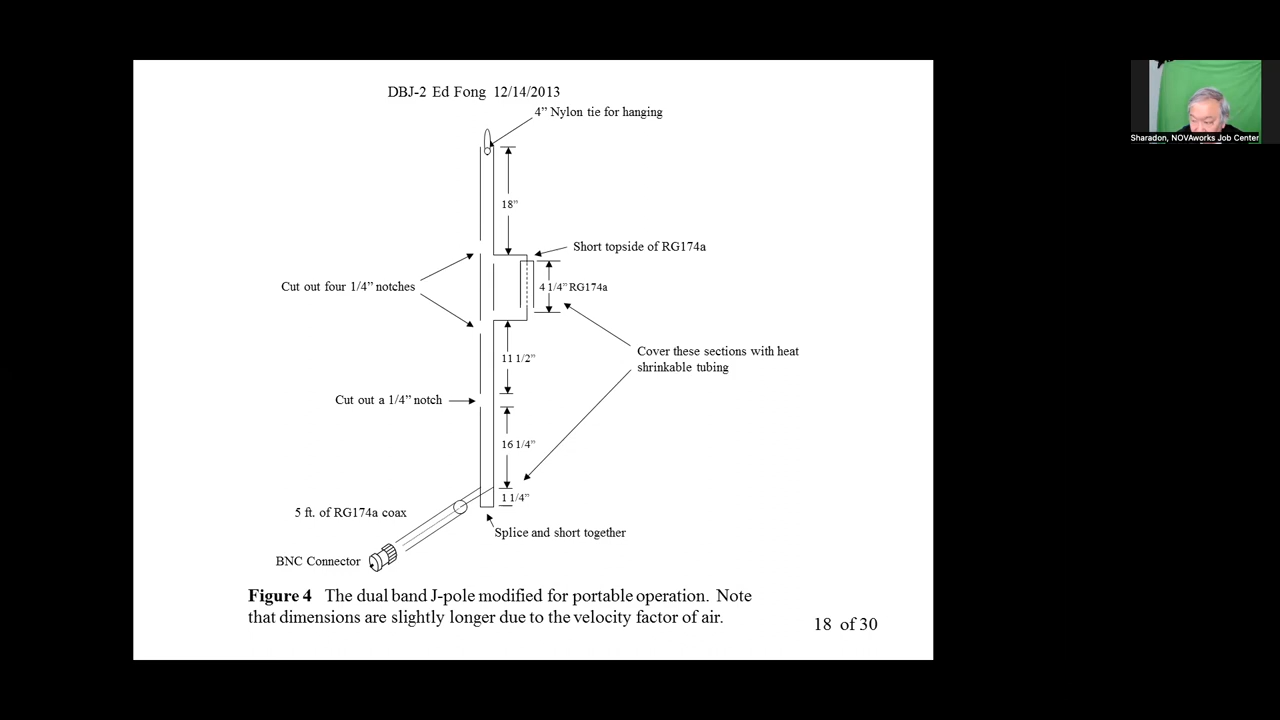 DBJ-2 Ed Fong 12/14/2013
4” Nylon tie for hanging
18”
Short topside of RG174a
Cut out four 1/4” notches
4 1/4” RG174a
11 1/2”
Cover these sections with heat
shrinkable tubing
Cut out a 1/4” notch
16 1/4”
1 1/4”
5 ft. of RG174a coax
Splice and short together
BNC Connector
Figure 4 The dual band J-pole modified for portable operation. Note
that dimensions are slightly longer due to the velocity factor of air.
18 of 30
Sharadon, NOVAworks Job Center